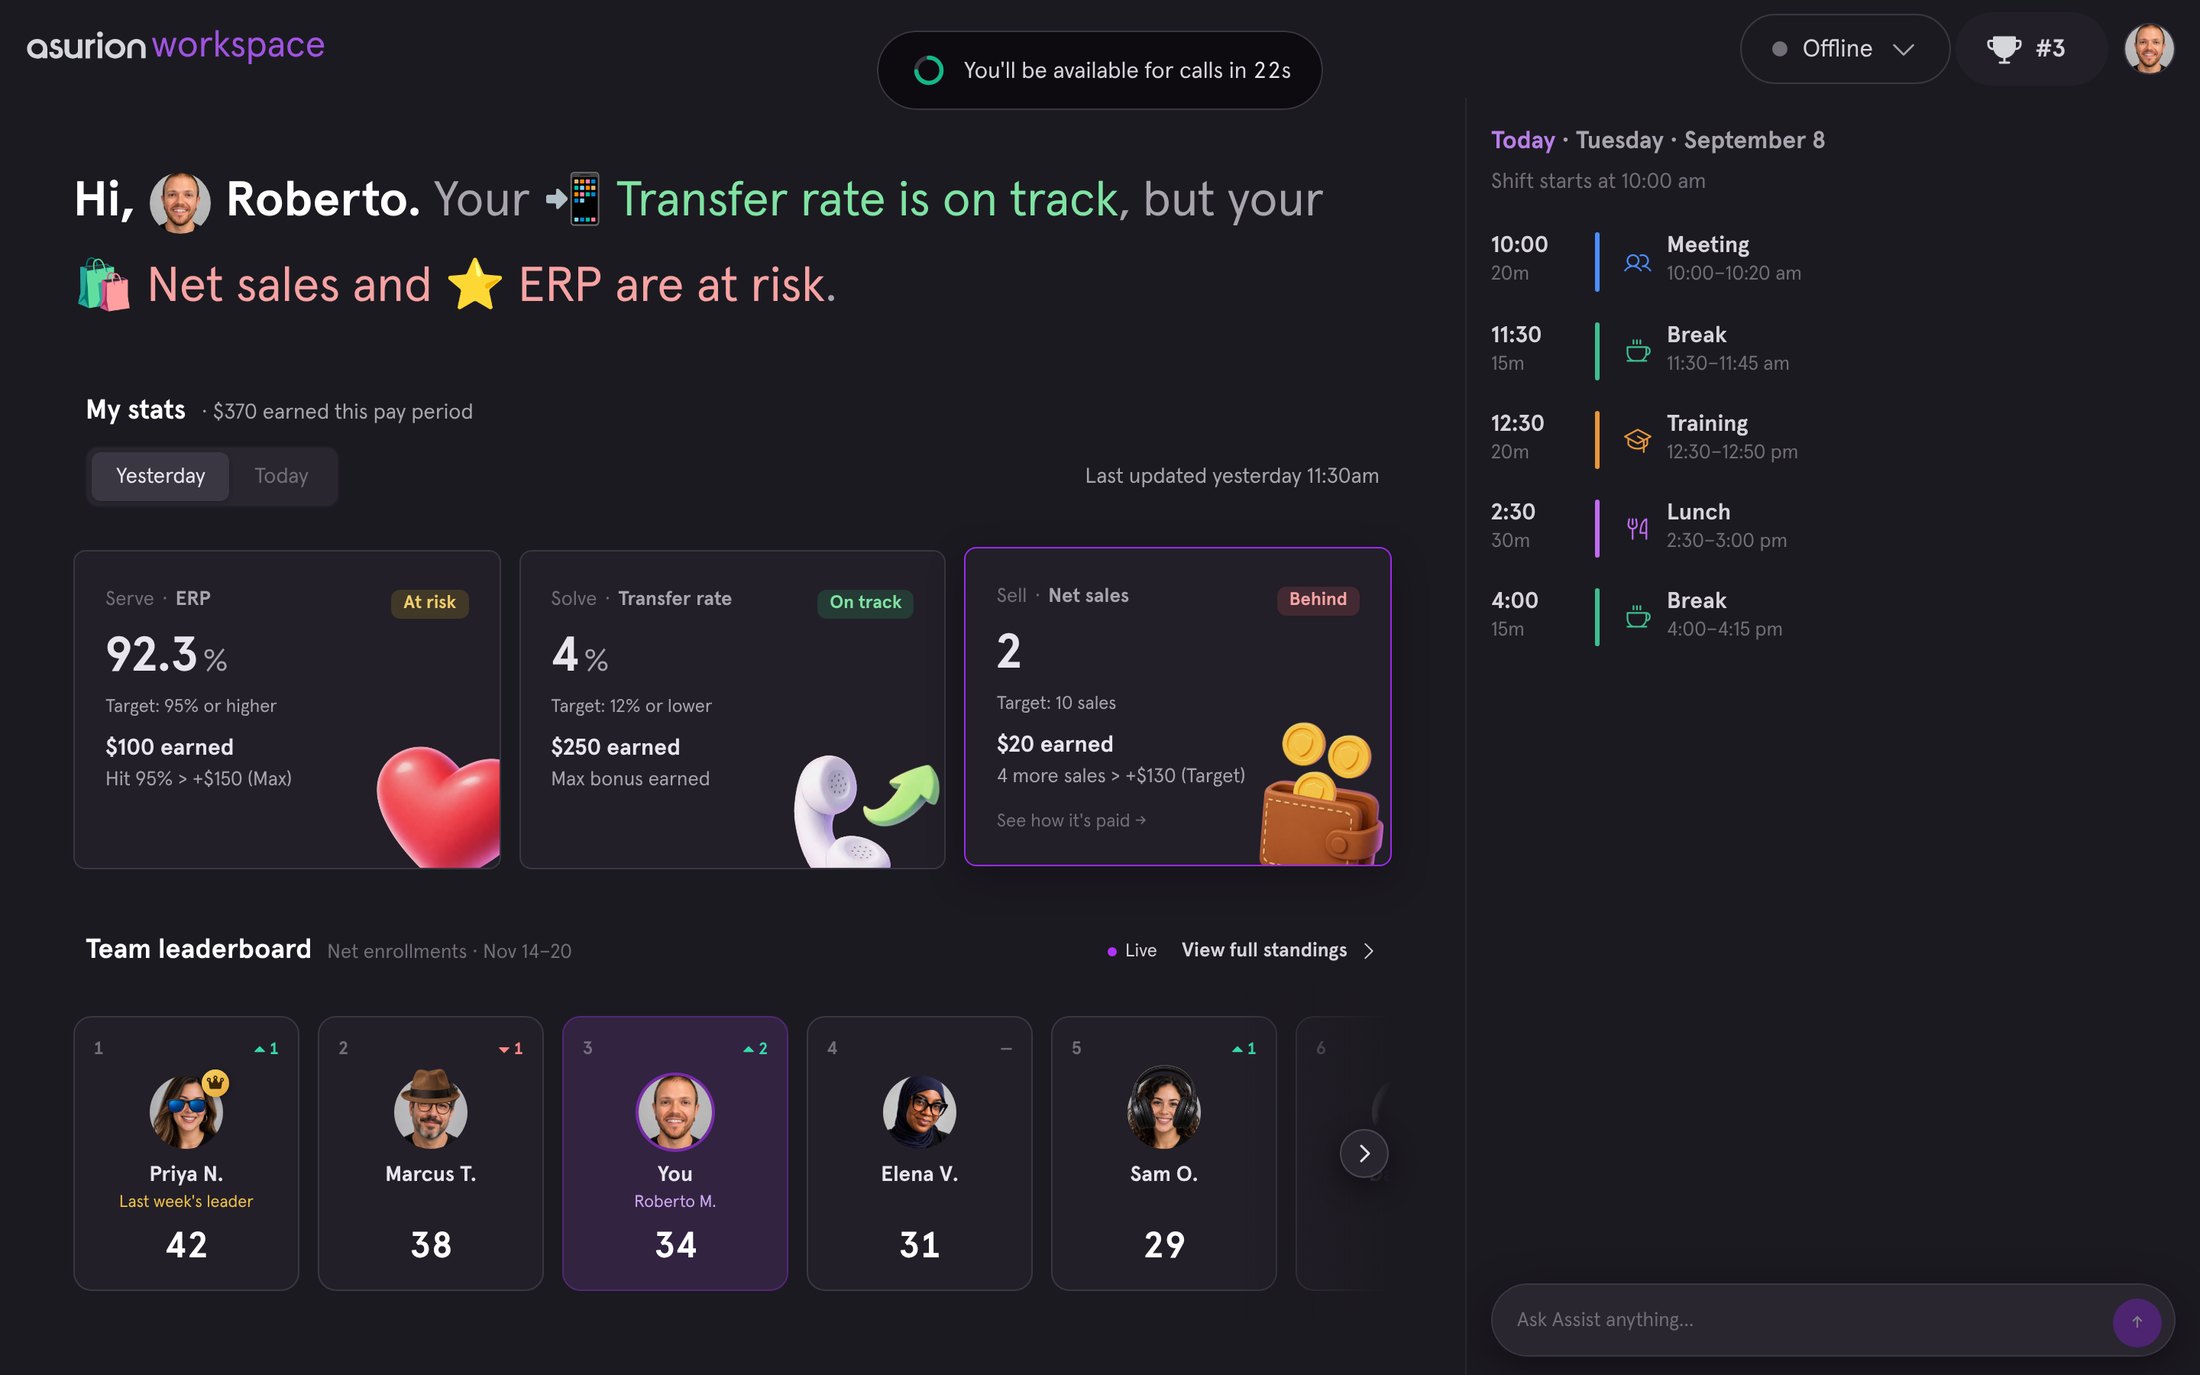 asurion workspace
You'll be available for calls in 22s
Offline
#3
Hi, Roberto. Your Transfer rate is on track, but your
Net sales and ERP are at risk.
My stats · $370 earned this pay period
Yesterday Today
Last updated yesterday 11:30am
Serve · ERP
At risk
92.3 %
Target: 95% or higher
$100 earned
Hit 95% > +$150 (Max)
Solve · Transfer rate
On track
4 %
Target: 12% or lower
$250 earned
Max bonus earned
Sell · Net sales
Behind
2
Target: 10 sales
$20 earned
4 more sales > +$130 (Target)
See how it's paid →
Team leaderboard Net enrollments · Nov 14–20
Live View full standings
1
1
Priya N.
Last week's leader
42
2
1
Marcus T.
38
3
2
You
Roberto M.
34
4
–
Elena V.
31
5
1
Sam O.
29
6
Today · Tuesday · September 8
Shift starts at 10:00 am
10:00
20m
Meeting
10:00–10:20 am
11:30
15m
Break
11:30–11:45 am
12:30
20m
Training
12:30–12:50 pm
2:30
30m
Lunch
2:30–3:00 pm
4:00
15m
Break
4:00–4:15 pm
Ask Assist anything...